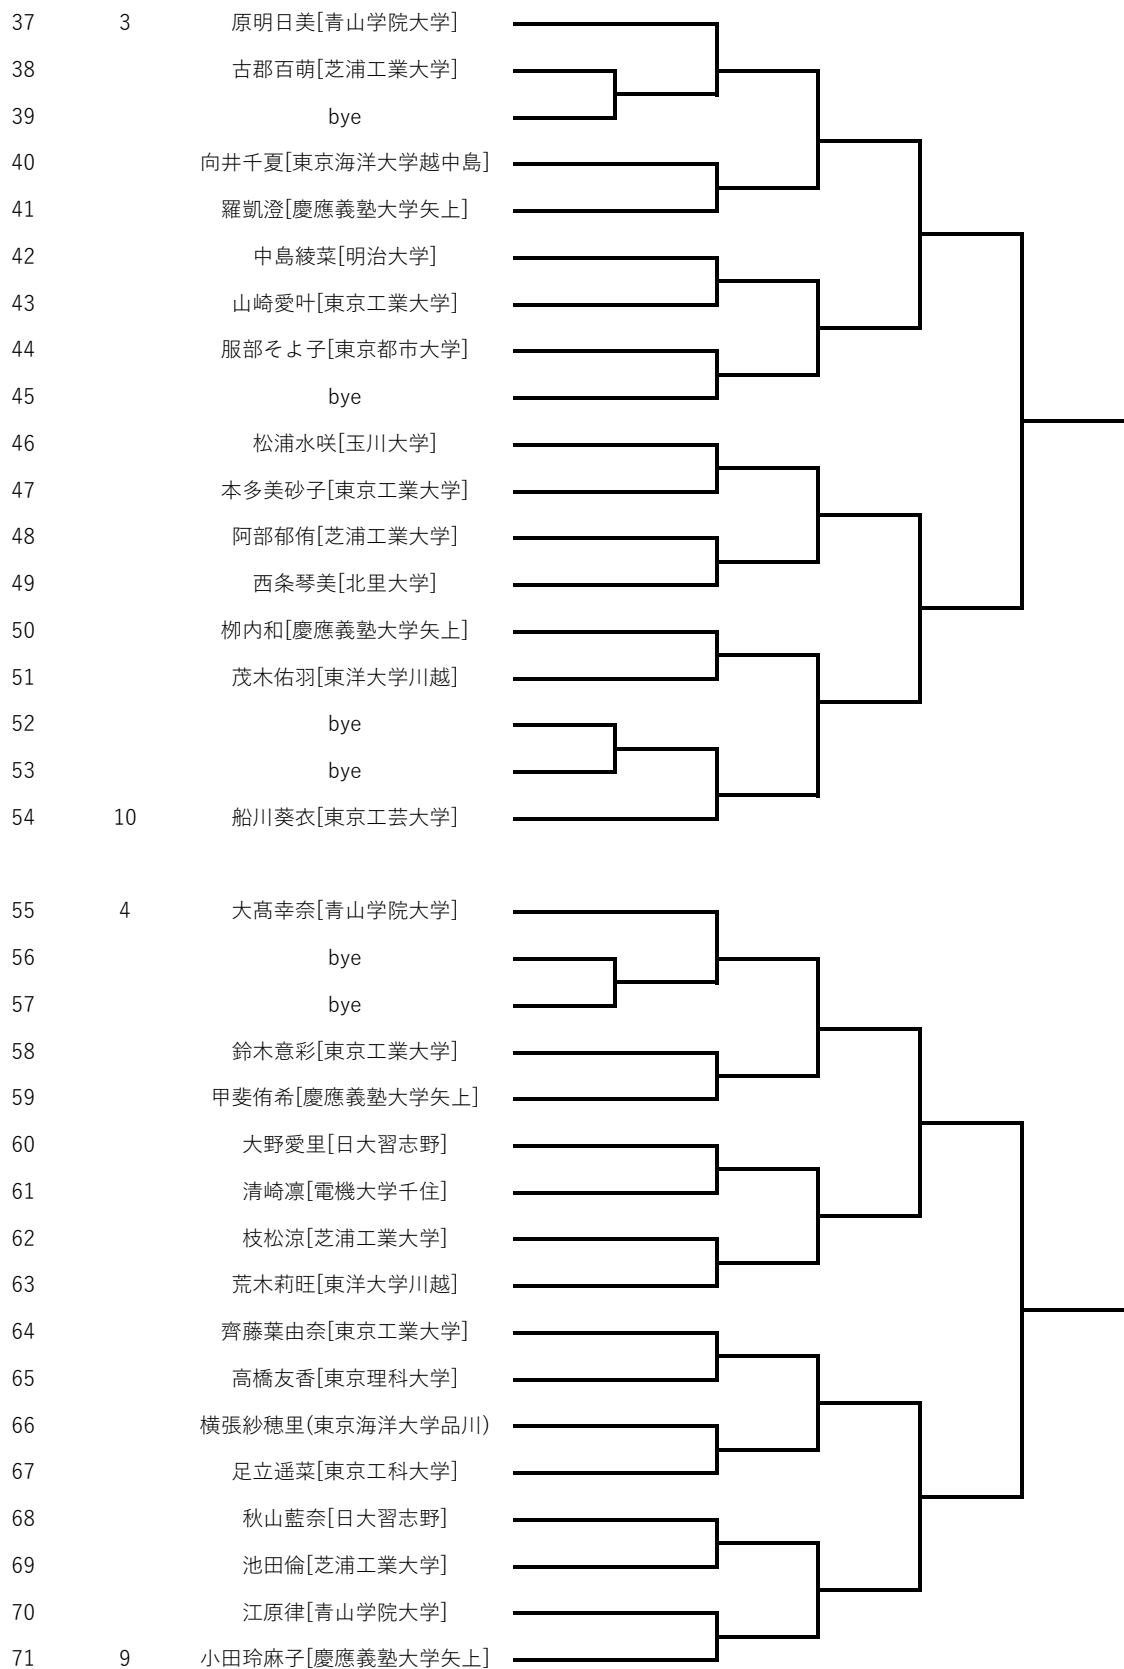 37 3 原明日美[青山学院大学]
38 古郡百萌[芝浦工業大学]
39 bye
40 向井千夏[東京海洋大学越中島]
41 羅凱澄[慶應義塾大学矢上]
42 中島綾菜[明治大学]
43 山崎愛叶[東京工業大学]
44 服部そよ子[東京都市大学]
45 bye
46 松浦水咲[玉川大学]
47 本多美砂子[東京工業大学]
48 阿部郁侑[芝浦工業大学]
49 西条琴美[北里大学]
50 栁内和[慶應義塾大学矢上]
51 茂木佑羽[東洋大学川越]
52 bye
53 bye
54 10 船川葵衣[東京工芸大学]
55 4 大髙幸奈[青山学院大学]
56 bye
57 bye
58 鈴木意彩[東京工業大学]
59 甲斐侑希[慶應義塾大学矢上]
60 大野愛里[日大習志野]
61 清崎凛[電機大学千住]
62 枝松涼[芝浦工業大学]
63 荒木莉旺[東洋大学川越]
64 齊藤葉由奈[東京工業大学]
65 高橋友香[東京理科大学]
66 横張紗穂里(東京海洋大学品川)
67 足立遥菜[東京工科大学]
68 秋山藍奈[日大習志野]
69 池田倫[芝浦工業大学]
70 江原律[青山学院大学]
71 9 小田玲麻子[慶應義塾大学矢上]